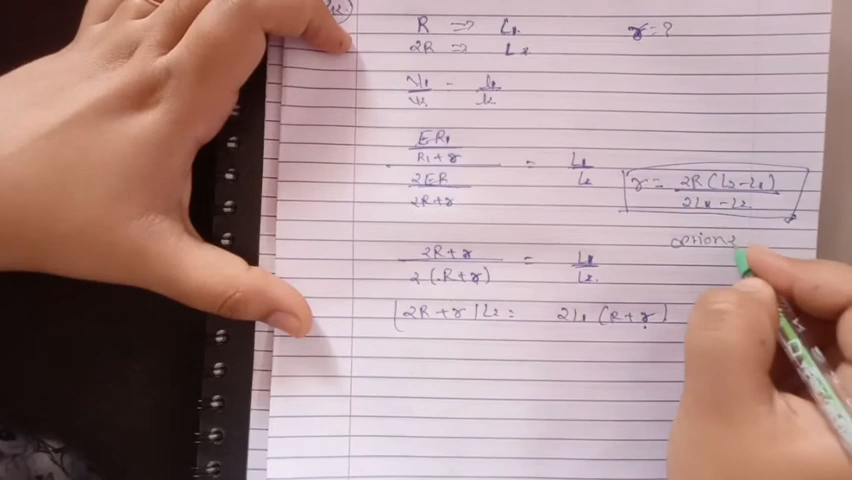 R ⇒ L₁ r = ?
2R ⇒ L₂
V₁/V₂ = L₁/L₂
ER₁/(R₁+r) / 2ER/(2R+r) = L₁/L₂
r = 2R(L₂-L₁)/(2L₁-L₂)
option 2
2R+r / 2(R+r) = L₁/L₂
(2R+r)L₂ = 2L₁(R+r)